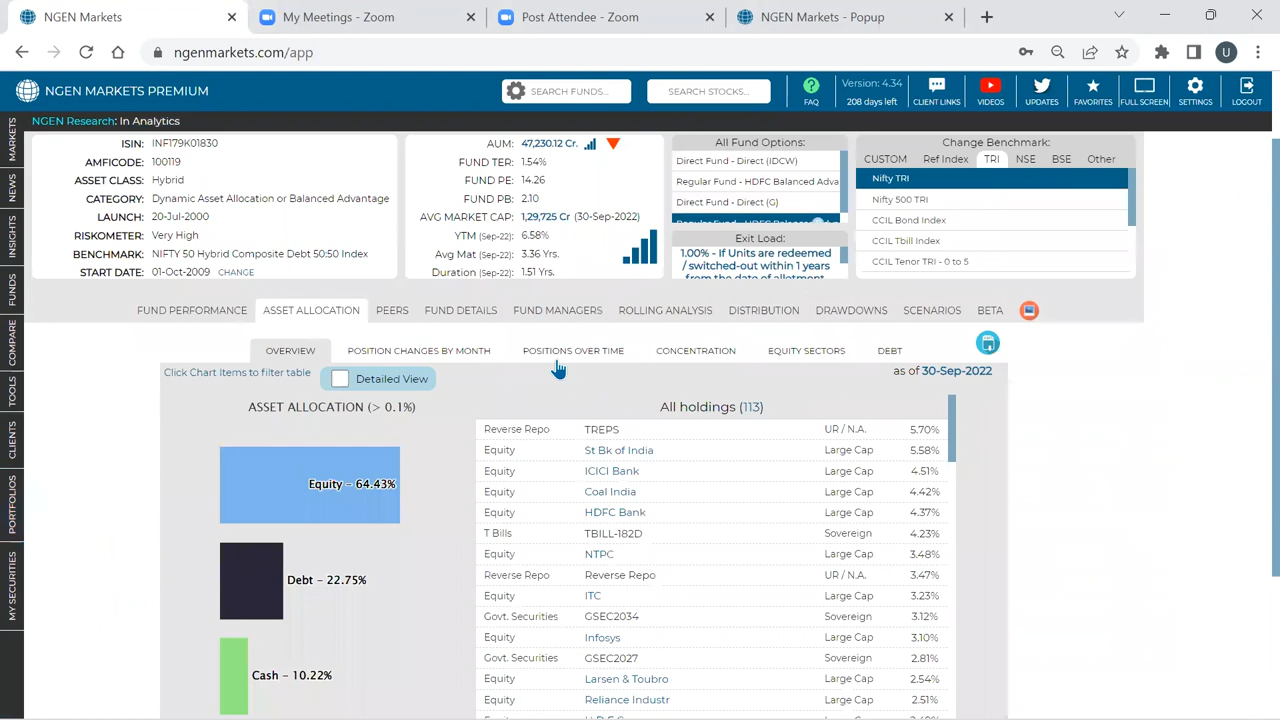 NGEN Markets
My Meetings - Zoom
Post Attendee - Zoom
NGEN Markets - Popup
ngenmarkets.com/app
U
NGEN MARKETS PREMIUM
SEARCH FUNDS...
SEARCH STOCKS...
FAQ
Version: 4.34
208 days left
CLIENT LINKS
VIDEOS
UPDATES
FAVORITES
FULL SCREEN
SETTINGS
LOGOUT
NGEN Research: In Analytics
MARKETS
NEWS
INSIGHTS
FUNDS
COMPARE
TOOLS
CLIENTS
PORTFOLIOS
MY SECURITIES
ISIN: INF179K01830
AMFICODE: 100119
ASSET CLASS: Hybrid
CATEGORY: Dynamic Asset Allocation or Balanced Advantage
LAUNCH: 20-Jul-2000
RISKOMETER: Very High
BENCHMARK: NIFTY 50 Hybrid Composite Debt 50:50 Index
START DATE: 01-Oct-2009 CHANGE
AUM: 47,230.12 Cr.
FUND TER: 1.54%
FUND PE: 14.26
FUND PB: 2.10
AVG MARKET CAP: 1,29,725 Cr (30-Sep-2022)
YTM (Sep-22): 6.58%
Avg Mat (Sep-22): 3.36 Yrs.
Duration (Sep-22): 1.51 Yrs.
All Fund Options:
Direct Fund - Direct (IDCW)
Regular Fund - HDFC Balanced Adva
Direct Fund - Direct (G)
Regular Fund - HDFC Balanced Adva
Exit Load:
1.00% - If Units are redeemed
/ switched-out within 1 years
from the date of allotment
Change Benchmark:
CUSTOM Ref Index TRI NSE BSE Other
Nifty TRI
Nifty 500 TRI
CCIL Bond Index
CCIL Tbill Index
CCIL Tenor TRI - 0 to 5
FUND PERFORMANCE ASSET ALLOCATION PEERS FUND DETAILS FUND MANAGERS ROLLING ANALYSIS DISTRIBUTION DRAWDOWNS SCENARIOS BETA
OVERVIEW POSITION CHANGES BY MONTH POSITIONS OVER TIME CONCENTRATION EQUITY SECTORS DEBT
Click Chart Items to filter table
Detailed View
as of 30-Sep-2022
ASSET ALLOCATION (> 0.1%)
Equity - 64.43%
Debt - 22.75%
Cash - 10.22%
All holdings (113)
Reverse Repo TREPS UR / N.A. 5.70%
Equity St Bk of India Large Cap 5.58%
Equity ICICI Bank Large Cap 4.51%
Equity Coal India Large Cap 4.42%
Equity HDFC Bank Large Cap 4.37%
T Bills TBILL-182D Sovereign 4.23%
Equity NTPC Large Cap 3.48%
Reverse Repo Reverse Repo UR / N.A. 3.47%
Equity ITC Large Cap 3.23%
Govt. Securities GSEC2034 Sovereign 3.12%
Equity Infosys Large Cap 3.10%
Govt. Securities GSEC2027 Sovereign 2.81%
Equity Larsen & Toubro Large Cap 2.54%
Equity Reliance Industr Large Cap 2.51%